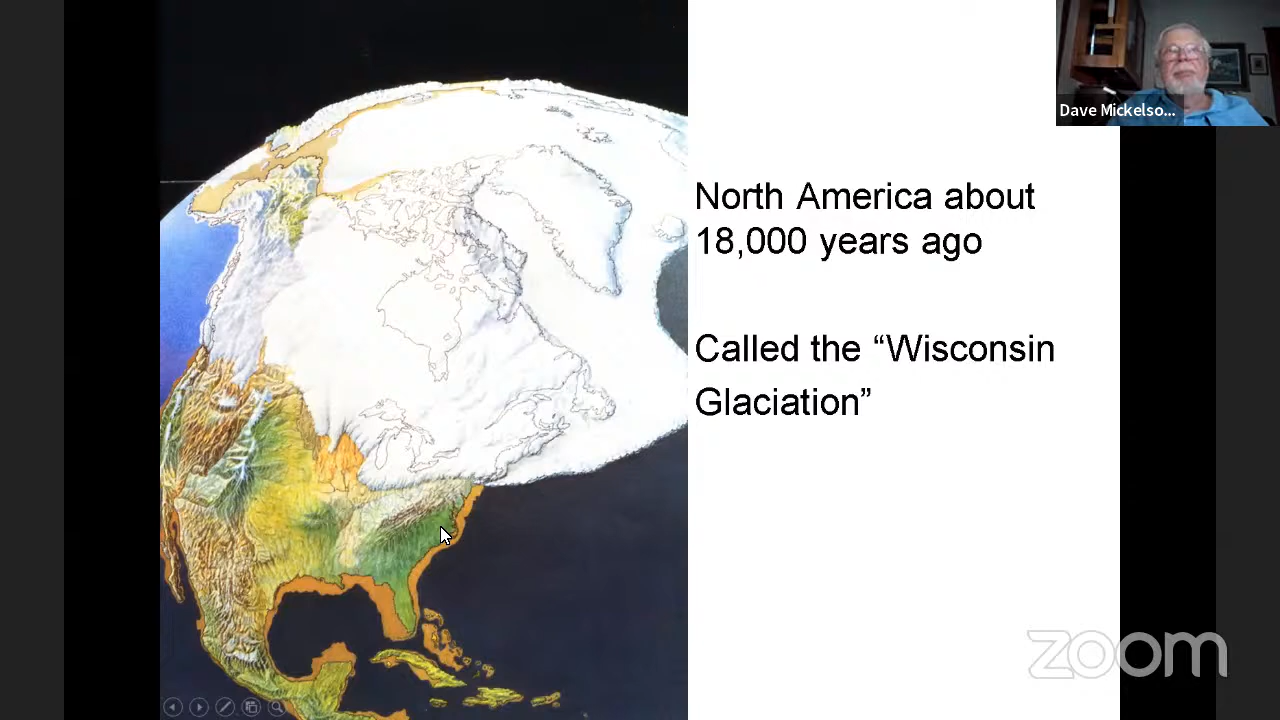 Dave Mickelso...
North America about
18,000 years ago
Called the “Wisconsin
Glaciation”
zoom